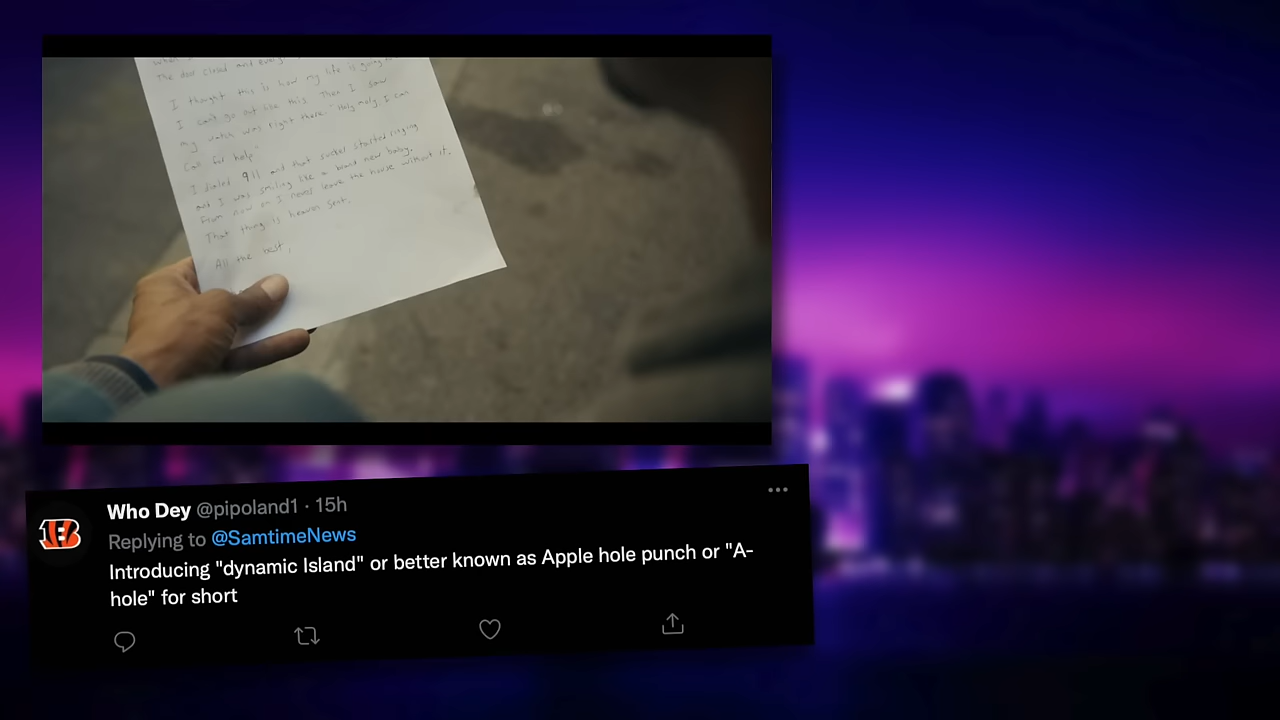 The door closed and every
I thought this is how my life is going to
I can't go out like this. Then I saw
my watch was right there. "Holy moly, I can
call for help"
I dialed 911 and that sucker started ringing
and I was smiling like a brand new baby.
From now on I never leave the house without it.
That thing is heaven sent.
All the best,
Who Dey @pipoland1 · 15h
Replying to @SamtimeNews
Introducing "dynamic Island" or better known as Apple hole punch or "A-
hole" for short